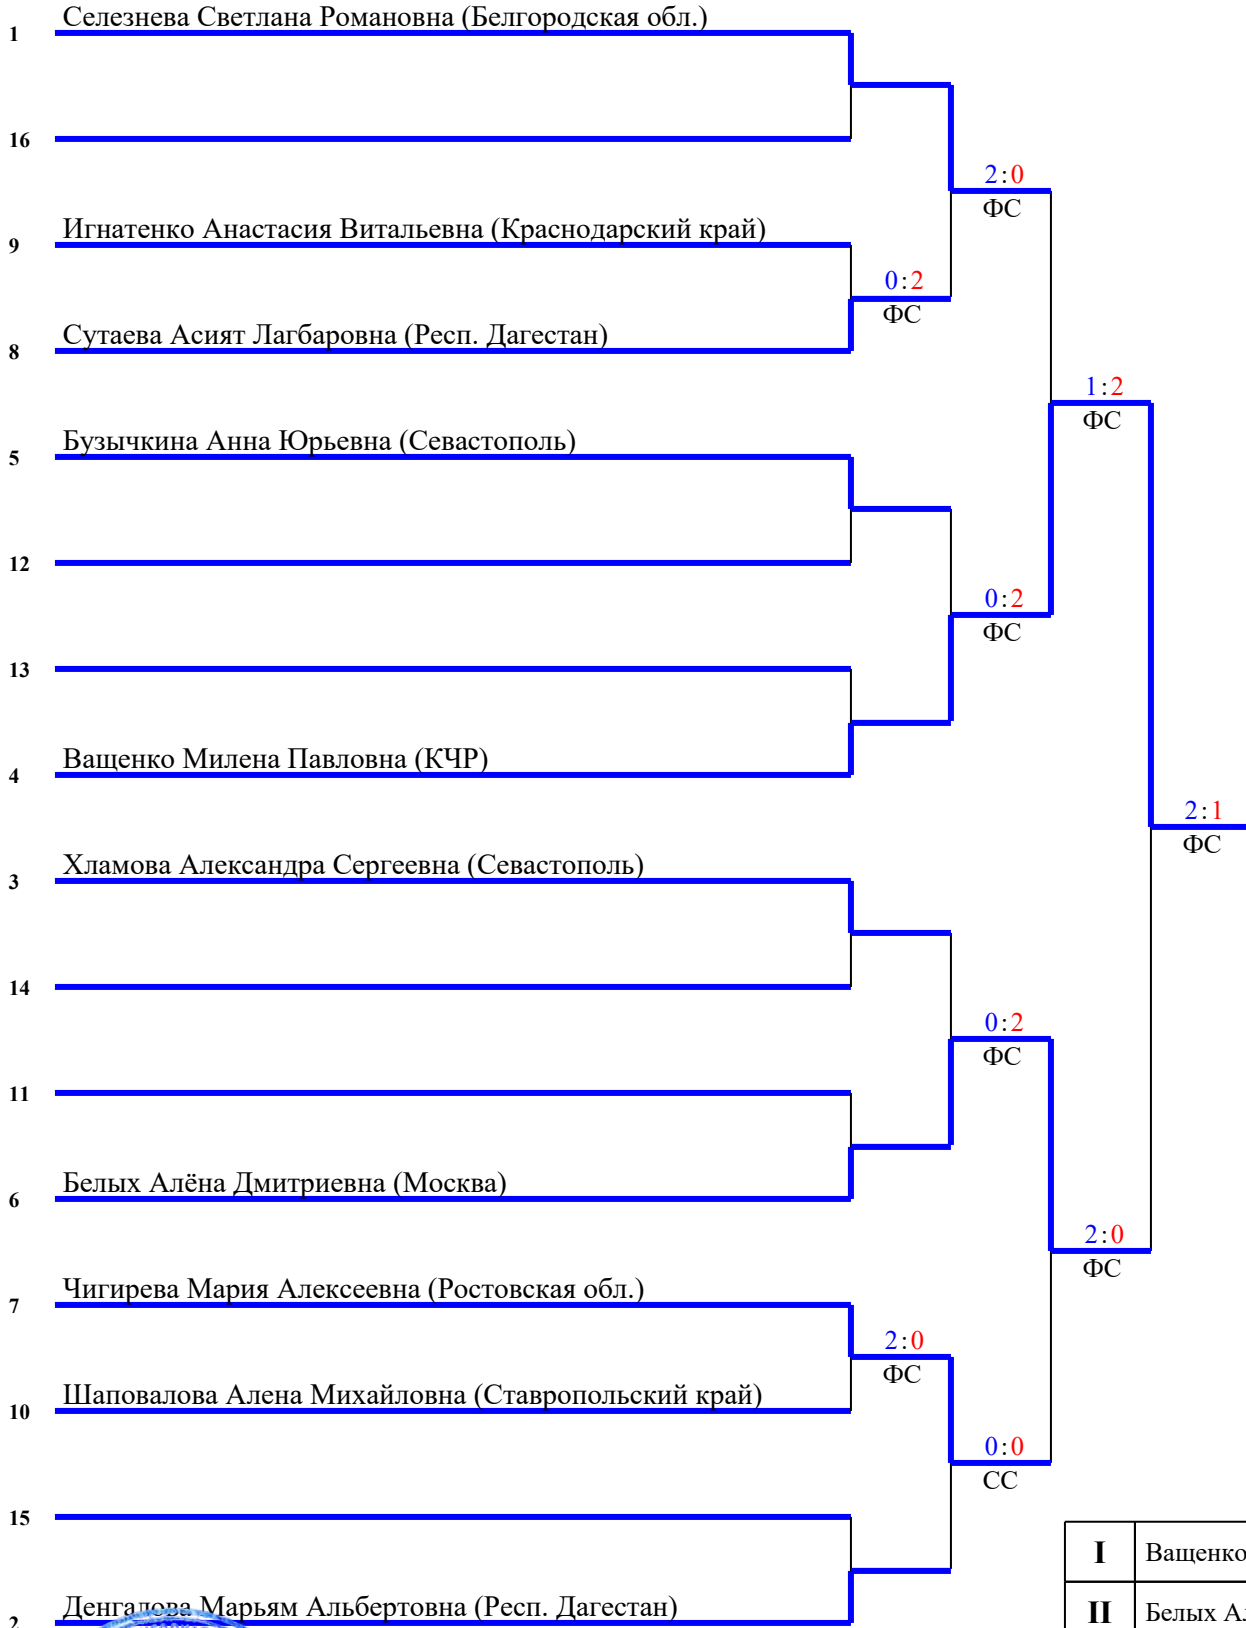 Селезнева Светлана Романовна (Белгородская обл.)
1
16
2:0
ФС
Игнатенко Анастасия Витальевна (Краснодарский край)
9
0:2
ФС
Сутаева Асият Лагбаровна (Респ. Дагестан)
8
1:2
ФС
Бузычкина Анна Юрьевна (Севастополь)
5
12
0:2
ФС
13
Ващенко Милена Павловна (КЧР)
4
2:1
ФС
Хламова Александра Сергеевна (Севастополь)
3
14
0:2
ФС
11
Белых Алёна Дмитриевна (Москва)
6
2:0
ФС
Чигирева Мария Алексеевна (Ростовская обл.)
7
2:0
ФС
Шаповалова Алена Михайловна (Ставропольский край)
10
0:0
СС
15
I Ващенко
Денгалова Марьям Альбертовна (Респ. Дагестан)
2
II Белых